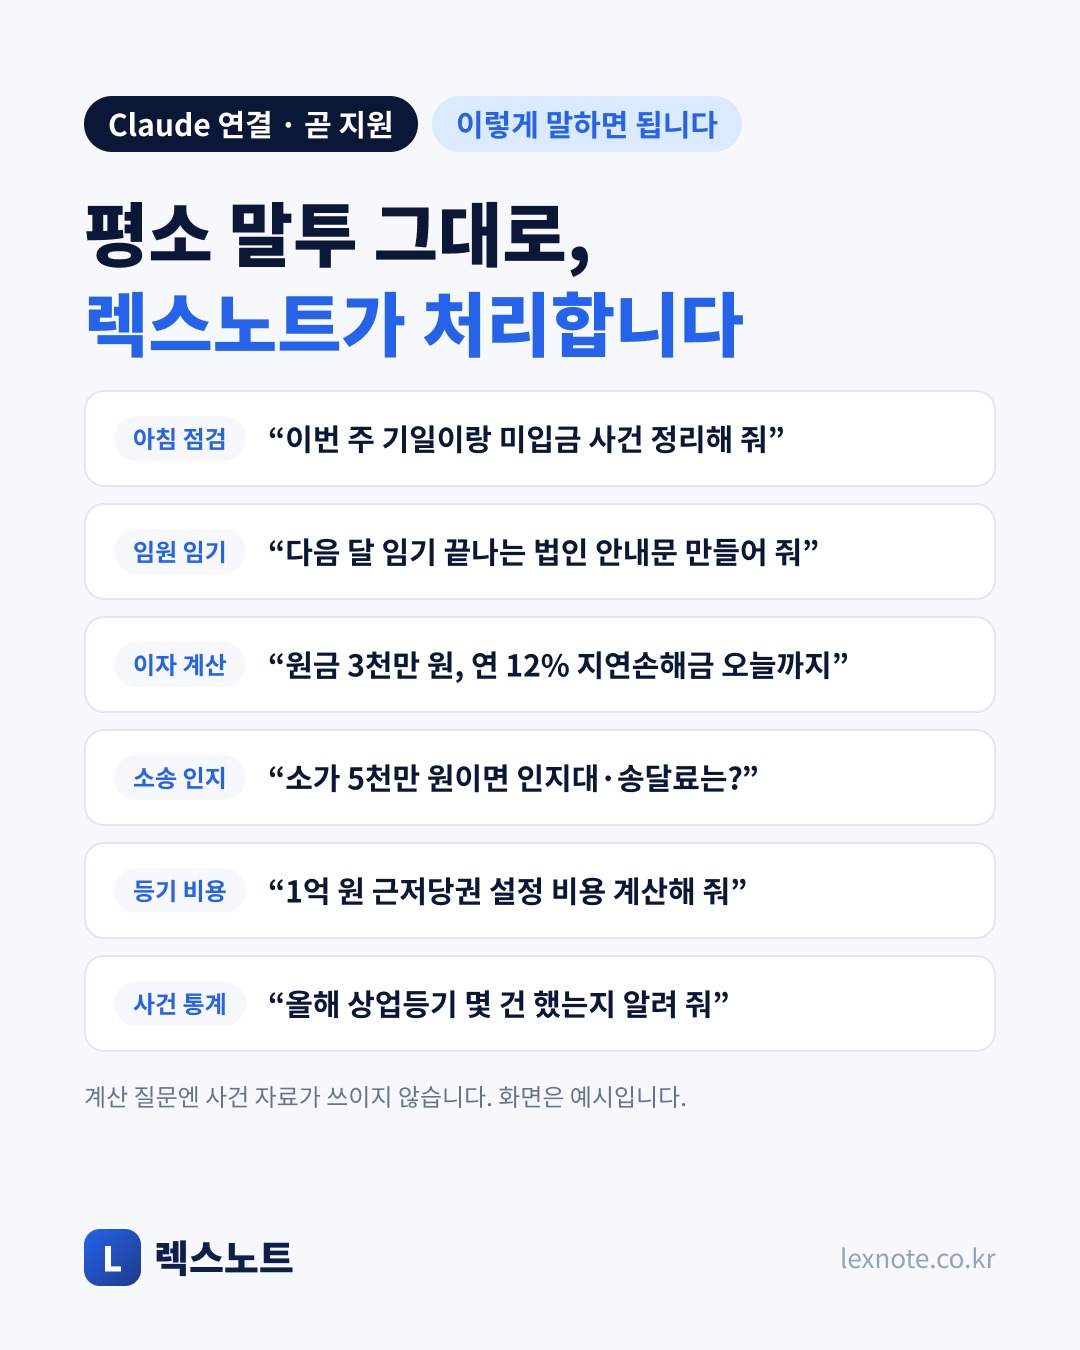 Claude 연결 · 곧 지원
이렇게 말하면 됩니다
평소 말투 그대로,
렉스노트가 처리합니다
아침 점검 “이번 주 기일이랑 미입금 사건 정리해 줘”
임원 임기 “다음 달 임기 끝나는 법인 안내문 만들어 줘”
이자 계산 “원금 3천만 원, 연 12% 지연손해금 오늘까지”
소송 인지 “소가 5천만 원이면 인지대·송달료는?”
등기 비용 “1억 원 근저당권 설정 비용 계산해 줘”
사건 통계 “올해 상업등기 몇 건 했는지 알려 줘”
계산 질문엔 사건 자료가 쓰이지 않습니다. 화면은 예시입니다.
L 렉스노트
lexnote.co.kr